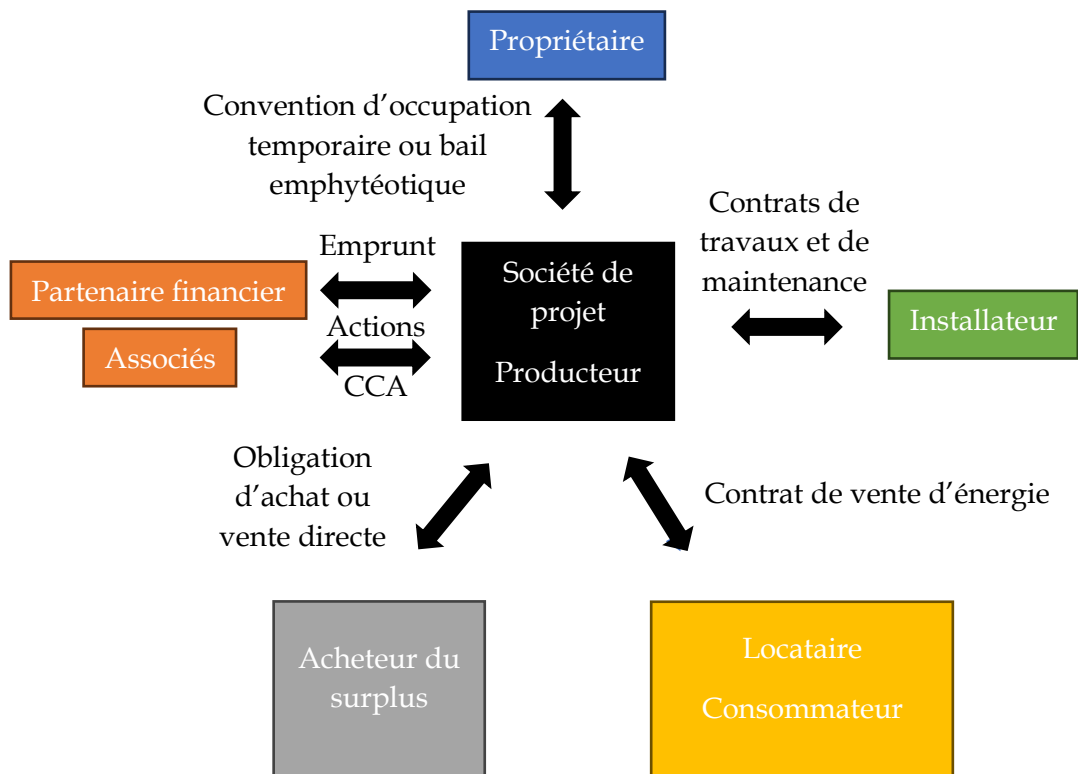 Propriétaire
Convention d’occupation
temporaire ou bail
emphytéotique
Contrats de
travaux et de
maintenance
Emprunt
Société de
projet
Producteur
Partenaire financier
Installateur
Actions
Associés
CCA
Obligation
d’achat ou
vente directe
Contrat de vente d’énergie
Acheteur du
surplus
Locataire
Consommateur